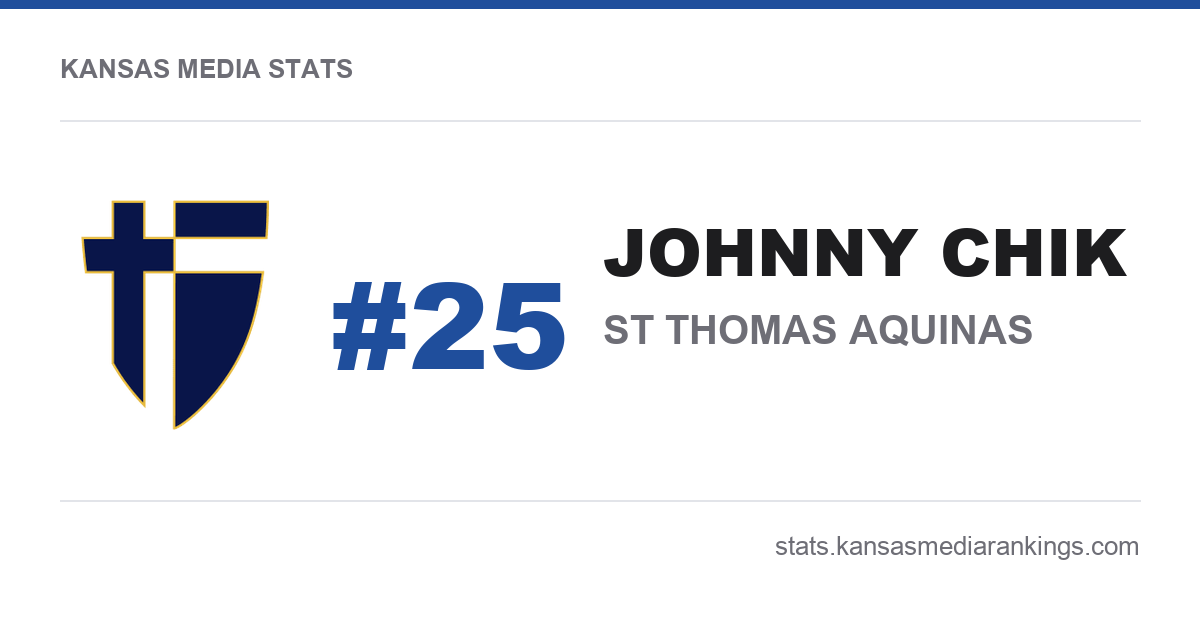 KANSAS MEDIA STATS
#25
JOHNNY CHIK
ST THOMAS AQUINAS
stats.kansasmediarankings.com